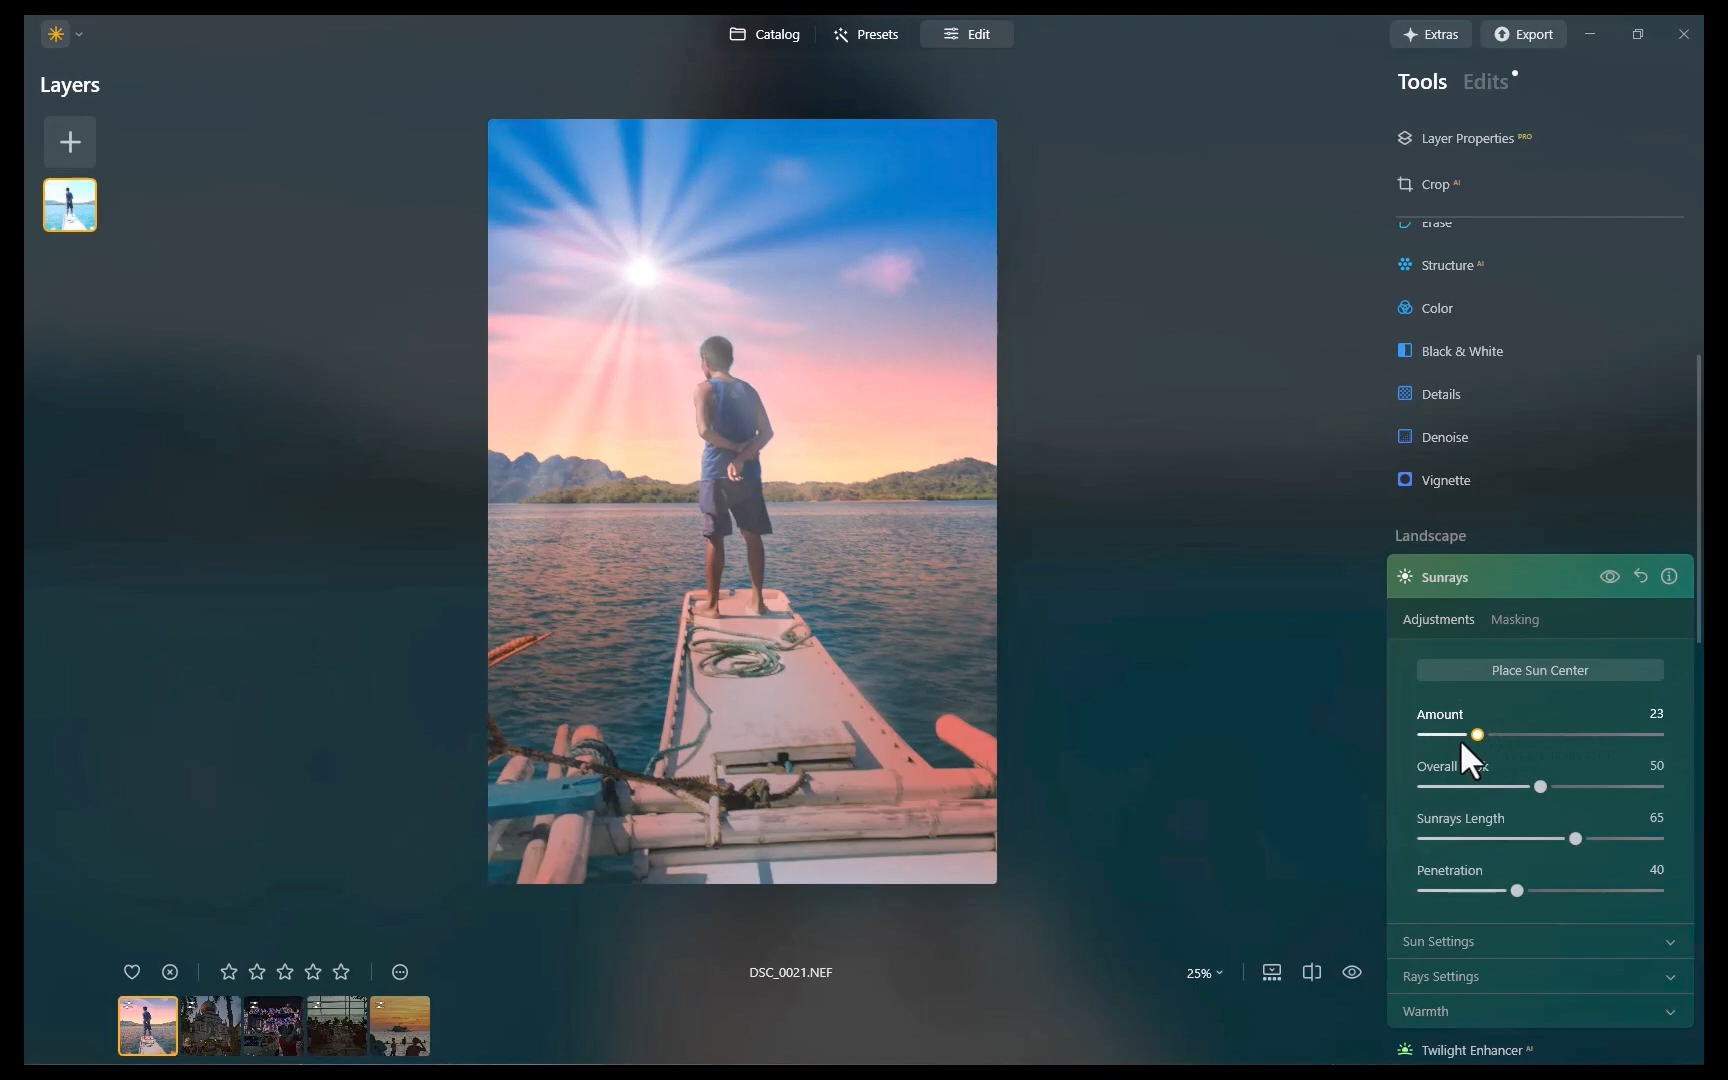 Catalog
Presets
Edit
Extras
Export
Layers
Tools
Edits
Layer Properties PRO
Crop AI
Erase
Structure AI
Color
Black & White
Details
Denoise
Vignette
Landscape
Sunrays
Adjustments
Masking
Place Sun Center
Amount 23
Overall 50
Sunrays Length 65
Penetration 40
Sun Settings
Rays Settings
Warmth
Twilight Enhancer AI
DSC_0021.NEF
25%